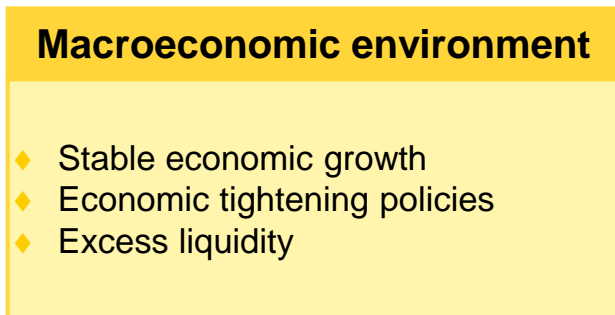 Macroeconomic environment
♦ Stable economic growth
♦ Economic tightening policies
♦ Excess liquidity